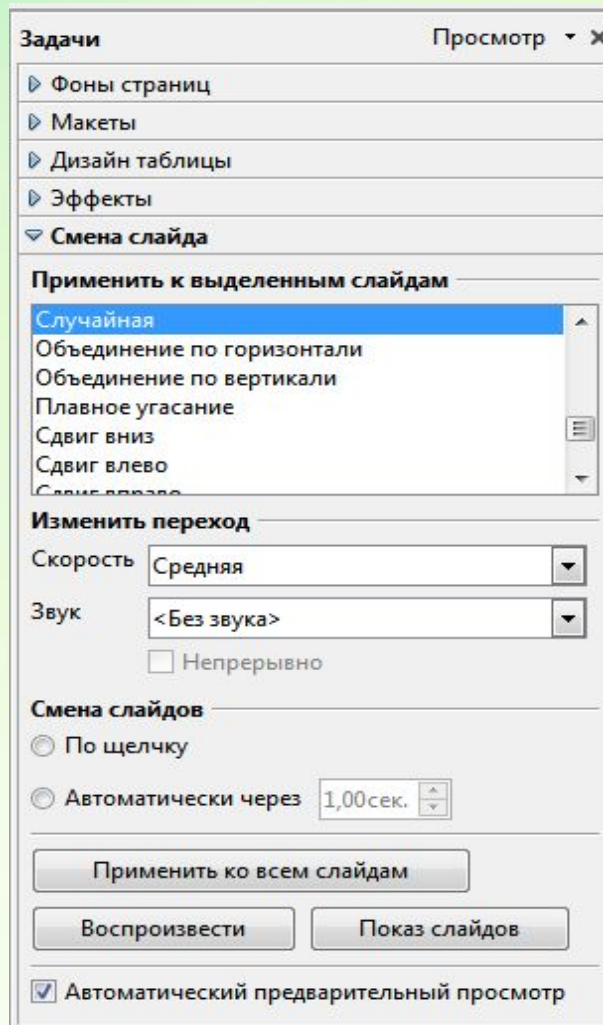 Задачи Просмотр
Фоны страниц
Макеты
Дизайн таблицы
Эффекты
Смена слайда
Применить к выделенным слайдам
Случайная
Объединение по горизонтали
Объединение по вертикали
Плавное угасание
Сдвиг вниз
Сдвиг влево
Сдвиг вправо
Изменить переход
Скорость Средняя
Звук <Без звука>
Непрерывно
Смена слайдов
По щелчку
Автоматически через 1,00сек.
Применить ко всем слайдам
Воспроизвести Показ слайдов
Автоматический предварительный просмотр